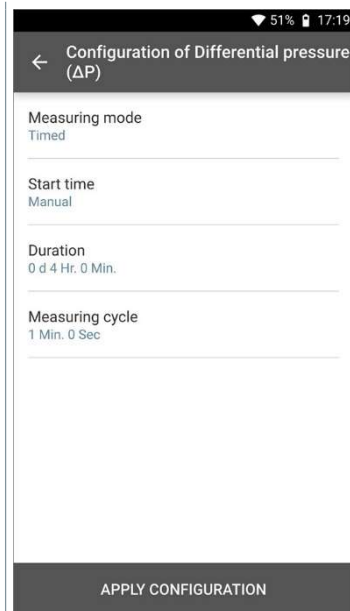 51% 17:19
Configuration of Differential pressure
(ΔP)
Measuring mode
Timed
Start time
Manual
Duration
0 d 4 Hr. 0 Min.
Measuring cycle
1 Min. 0 Sec
APPLY CONFIGURATION